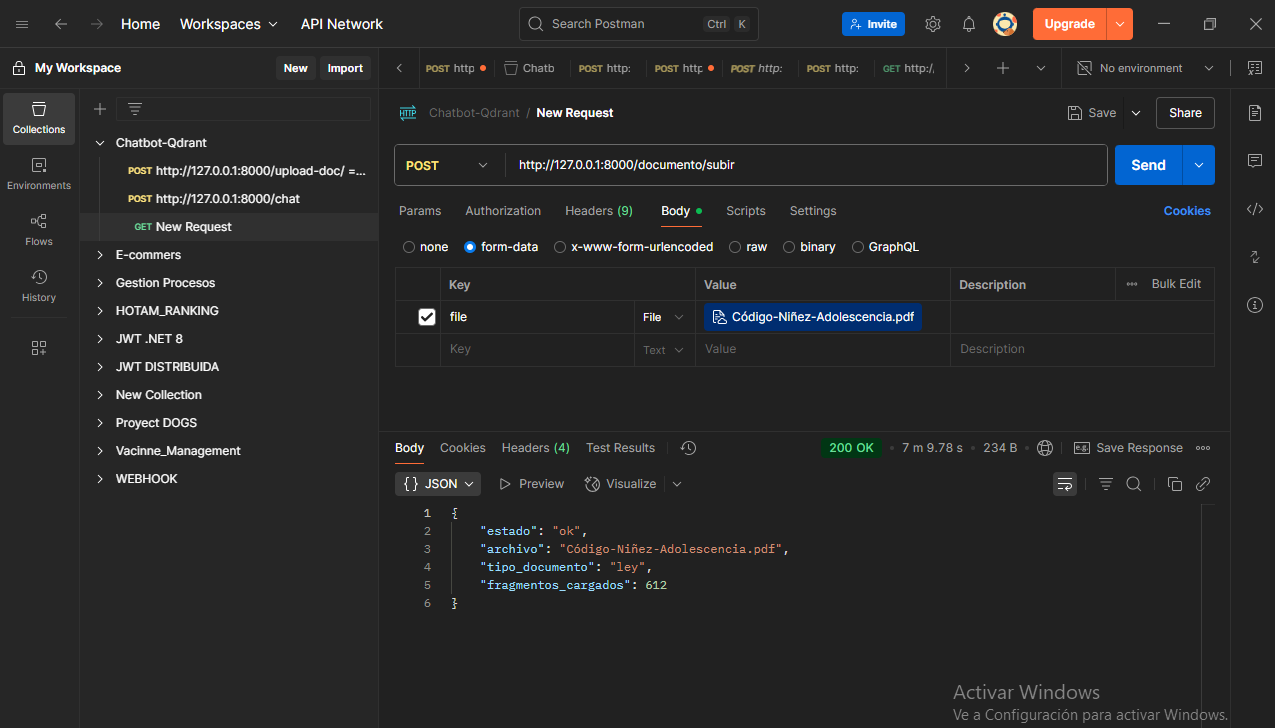 Home Workspaces API Network Search Postman Ctrl K Invite Upgrade
My Workspace New Import POST http POST http: Chatb POST http: POST http: POST http: GET http:/, No environment
Collections
Environments
Flows
History
Chatbot-Qdrant
POST http://127.0.0.1:8000/upload-doc/ =...
POST http://127.0.0.1:8000/chat
GET New Request
E-commers
Gestion Procesos
HOTAM_RANKING
JWT .NET 8
JWT DISTRIBUIDA
New Collection
Proyect DOGS
Vacinne_Management
WEBHOOK
HTTP Chatbot-Qdrant / New Request Save Share
POST http://127.0.0.1:8000/documento/subir Send
Params Authorization Headers (9) Body Scripts Settings Cookies
none form-data x-www-form-urlencoded raw binary GraphQL
Key Value Description Bulk Edit
file File Código-Niñez-Adolescencia.pdf
Key Text Value Description
Body Cookies Headers (4) Test Results 200 OK 7 m 9.78 s 234 B e.g. Save Response
{} JSON Preview Visualize
1 {
2 "estado": "ok",
3 "archivo": "Código-Niñez-Adolescencia.pdf",
4 "tipo_documento": "ley",
5 "fragmentos_cargados": 612
6 }
Activar Windows
Ve a Configuración para activar Windows.